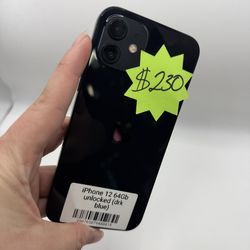 $230
iPhone 12 64Gb
unlocked (drk
blue)